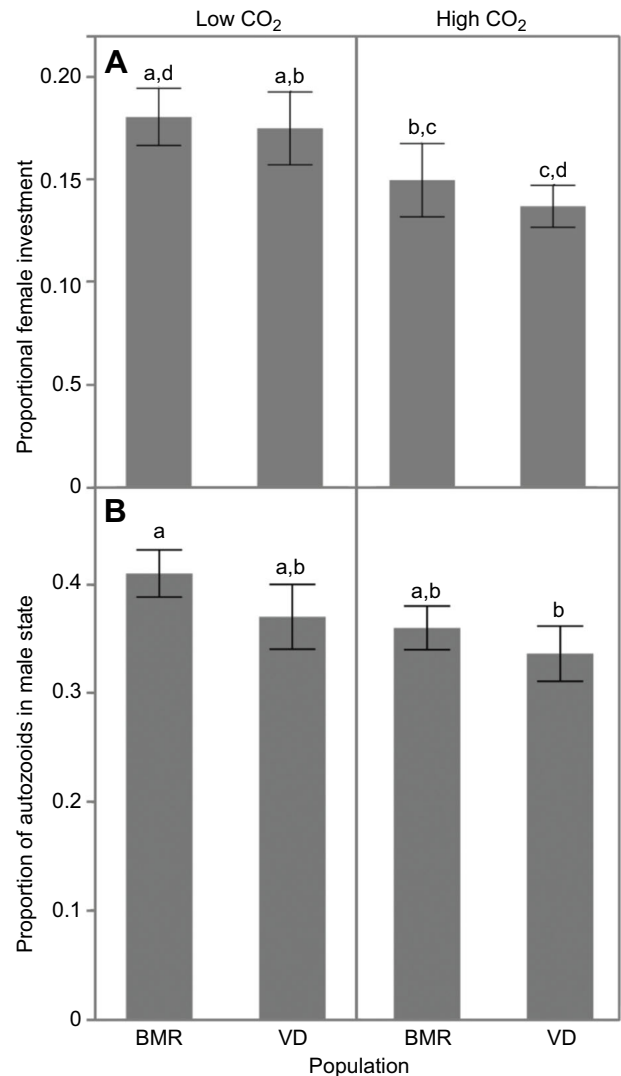 Low CO2
High CO2
A
0.20
0.15
0.10
0.5
0
Proportional female investment
a,d
a,b
b,c
c,d
B
0.4
0.3
0.2
0.1
0
Proportion of autozooids in male state
a
a,b
a,b
b
BMR
VD
BMR
VD
Population